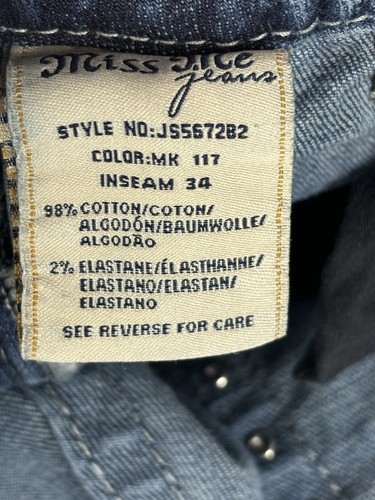 Miss Me
jeans
STYLE NO:JS5672B2
COLOR:MK 117
INSEAM 34
98% COTTON/COTON/
ALGODÓN/BAUMWOLLE/
ALGODÃO
2% ELASTANE/ÉLASTHANNE/
ELASTANO/ELASTAN/
ELASTANO
SEE REVERSE FOR CARE